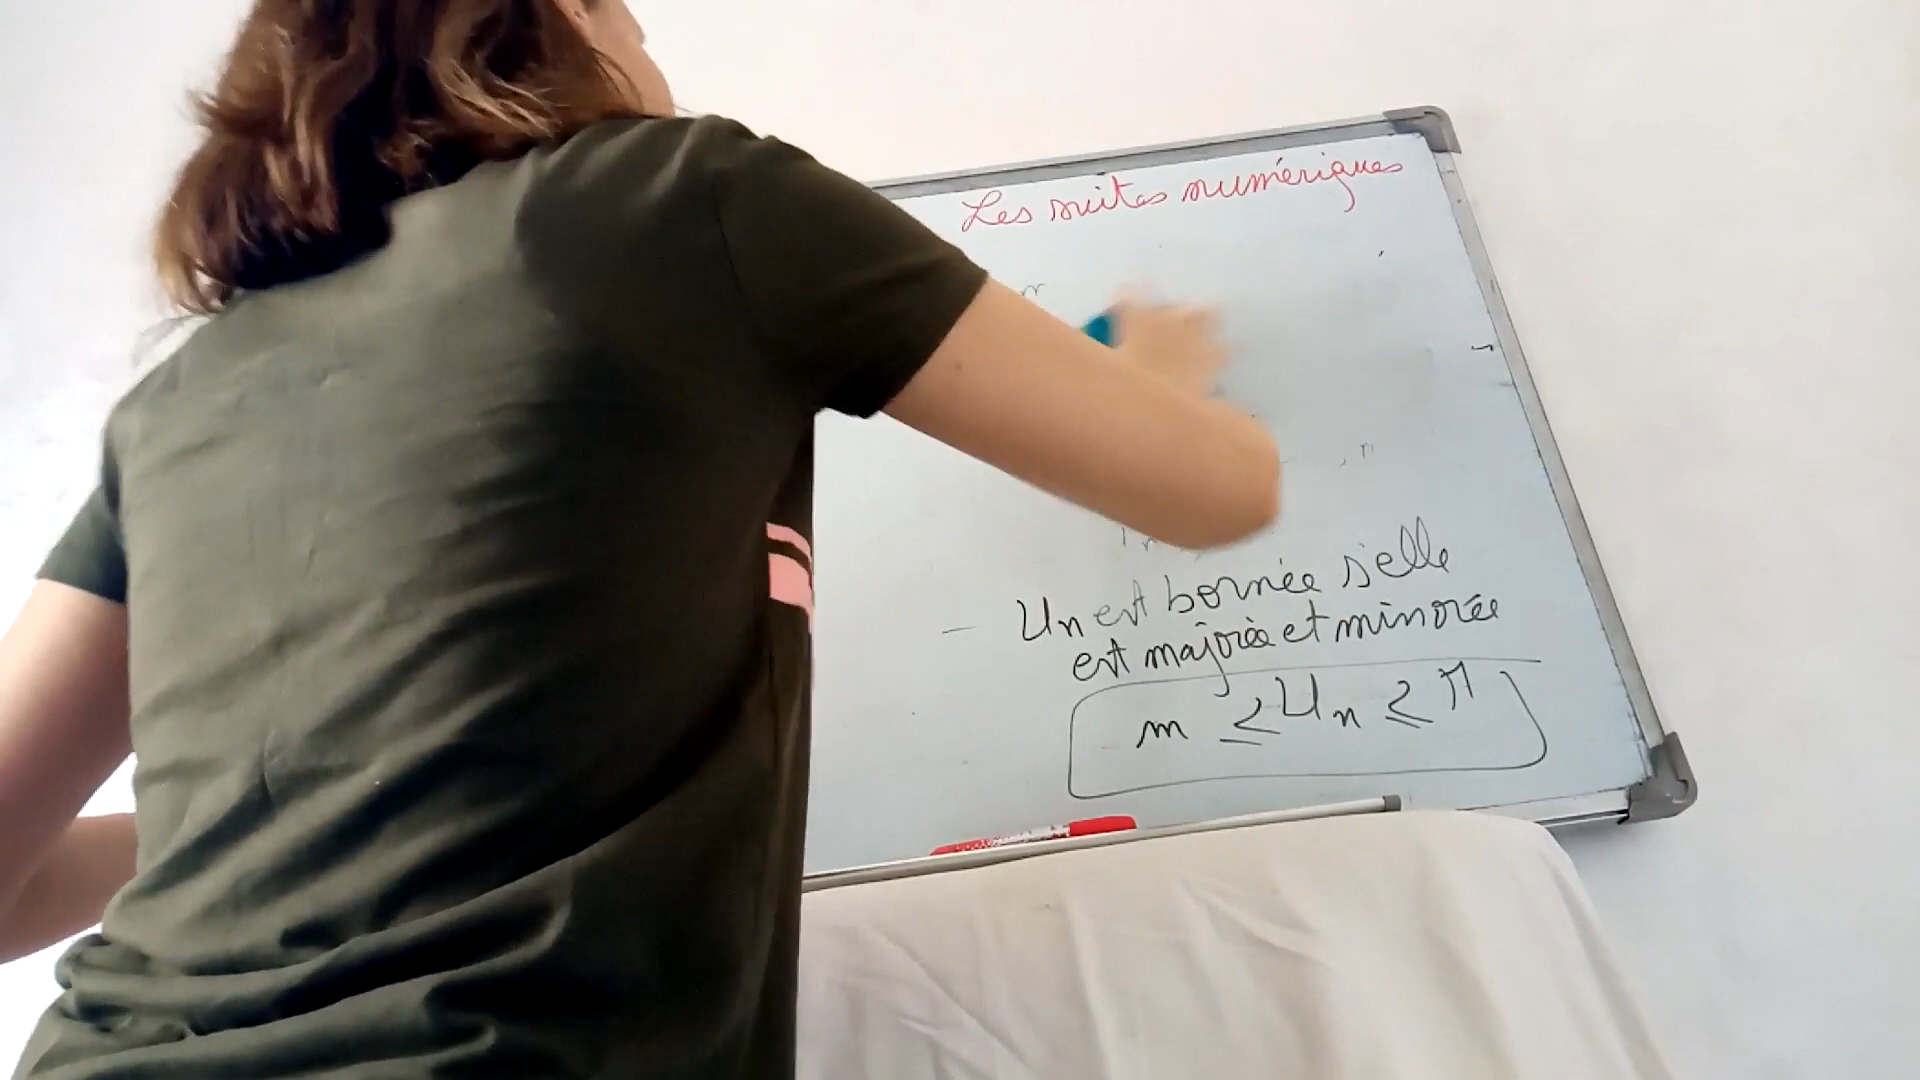 Les suites numériques
- Un est bornée s'elle
est majorée et minorée
m ≤ Un ≤ M